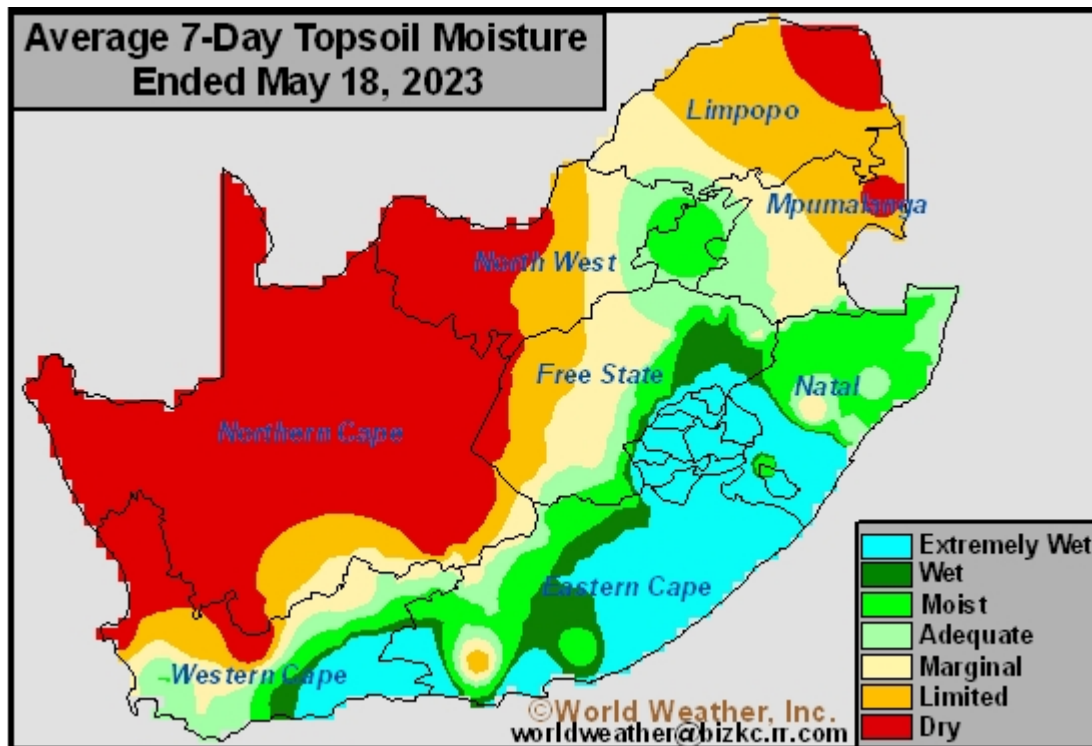 Average 7-Day Topsoil Moisture
Ended May 18, 2023
Limpopo
Mpumalanga
North West
Free State
Natal
Northern Cape
Eastern Cape
Western Cape
Extremely Wet
Wet
Moist
Adequate
Marginal
Limited
Dry
©World Weather, Inc.
worldweather@bizkc.rr.com